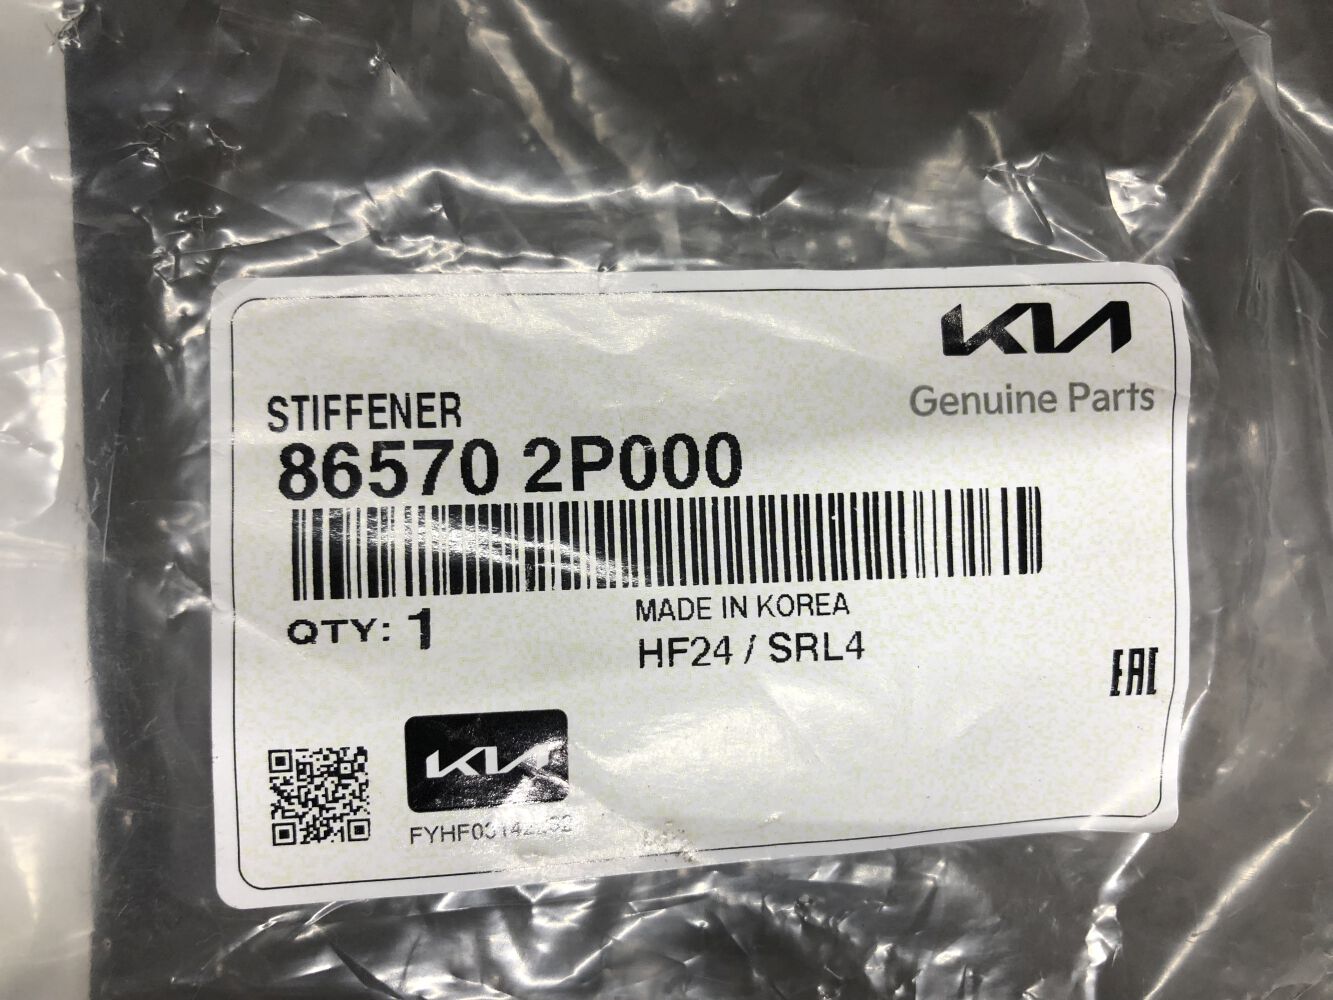 KIA
Genuine Parts
STIFFENER
86570 2P000
QTY: 1
MADE IN KOREA
HF24 / SRL4
EAC
KIA